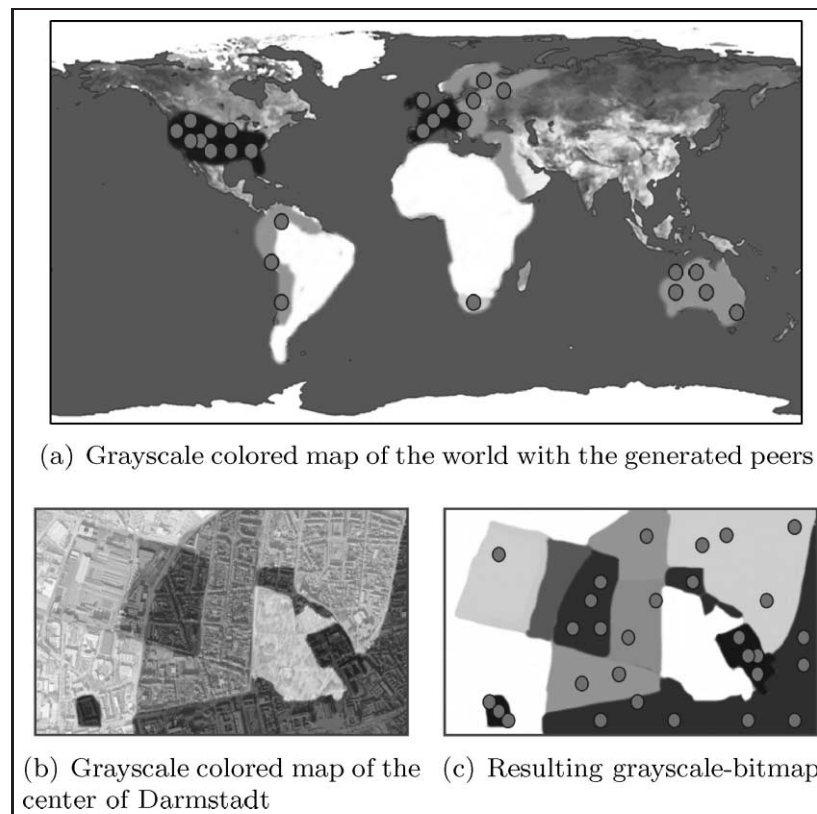 (a) Grayscale colored map of the world with the generated peers
(b) Grayscale colored map of the
center of Darmstadt
(c) Resulting grayscale-bitmap